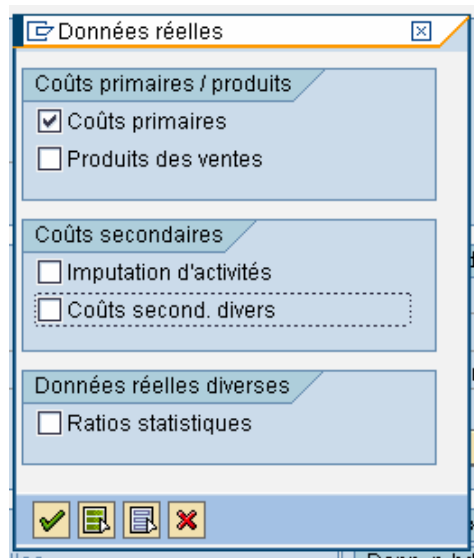 Données réelles
Coûts primaires / produits
Coûts primaires
Produits des ventes
Coûts secondaires
Imputation d'activités
Coûts second. divers
Données réelles diverses
Ratios statistiques